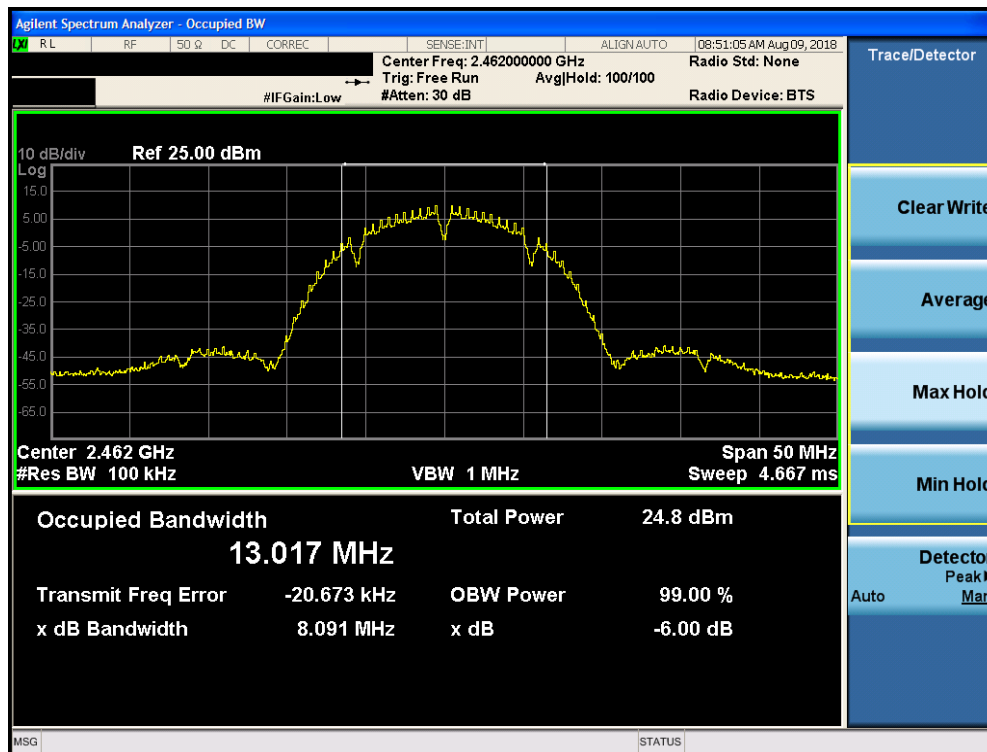 Agilent Spectrum Analyzer - Occupied BW
LXI RL RF 50 Ω DC CORREC SENSE:INT ALIGN AUTO 08:51:05 AM Aug 09, 2018
Center Freq: 2.462000000 GHz Radio Std: None
Trig: Free Run Avg|Hold: 100/100
#IFGain:Low #Atten: 30 dB Radio Device: BTS
10 dB/div Ref 25.00 dBm
Log
15.0
5.00
-5.00
-15.0
-25.0
-35.0
-45.0
-55.0
-65.0
Center 2.462 GHz Span 50 MHz
#Res BW 100 kHz VBW 1 MHz Sweep 4.667 ms
Occupied Bandwidth Total Power 24.8 dBm
13.017 MHz
Transmit Freq Error -20.673 kHz OBW Power 99.00 %
x dB Bandwidth 8.091 MHz x dB -6.00 dB
MSG STATUS
Trace/Detector
Clear Write
Average
Max Hold
Min Hold
Detector
Peak
Auto Man